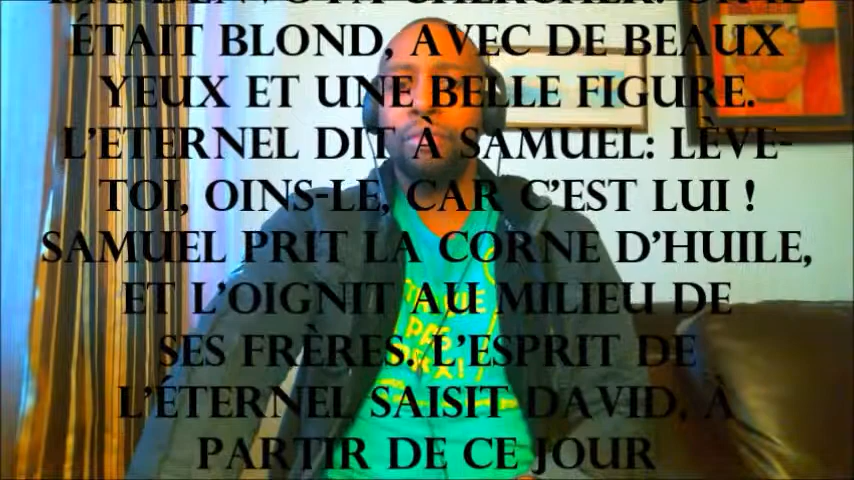 ÉTAIT BLOND, AVEC DE BEAUX
YEUX ET UNE BELLE FIGURE.
L'ETERNEL DIT À SAMUEL: LÈVE-
TOI, OINS-LE, CAR C'EST LUI !
SAMUEL PRIT LA CORNE D'HUILE,
ET L'OIGNIT AU MILIEU DE
SES FRÈRES. L'ESPRIT DE
L'ÉTERNEL SAISIT DAVID, À
PARTIR DE CE JOUR
PAS